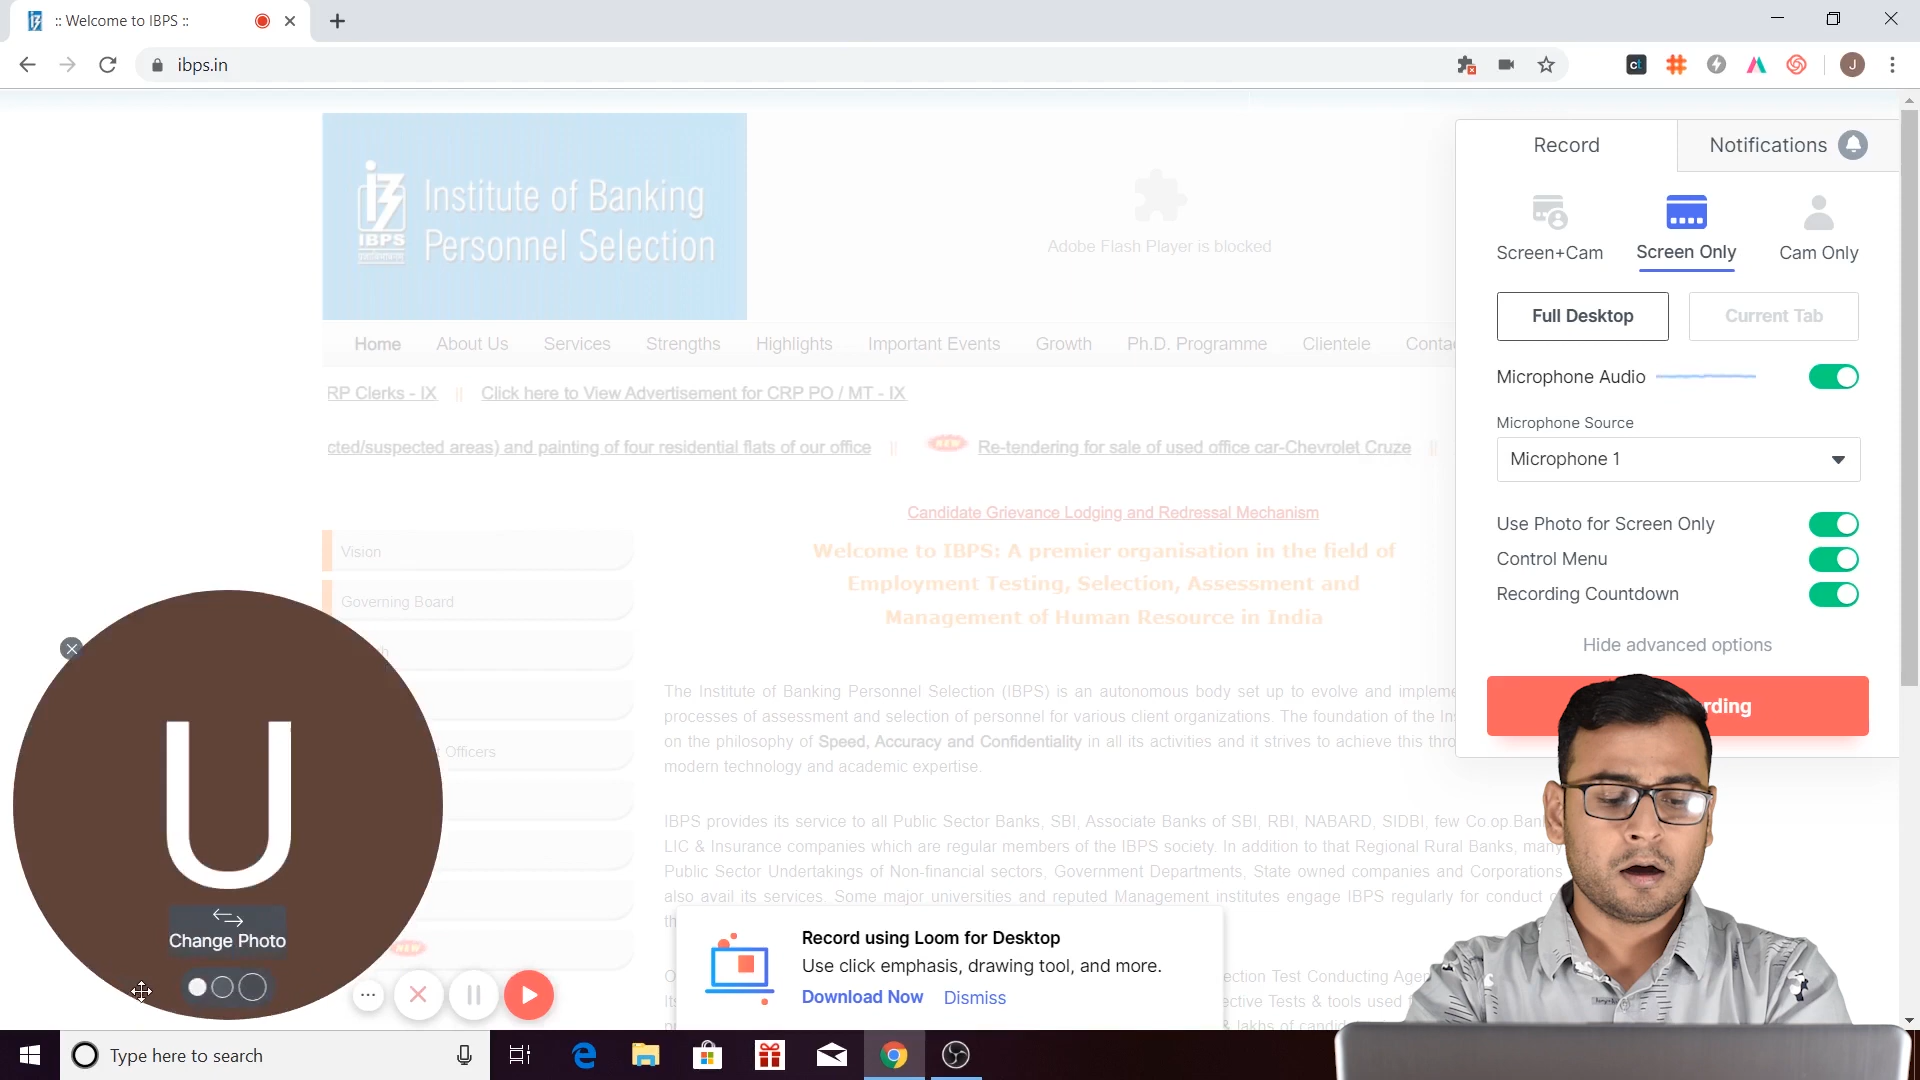 :: Welcome to IBPS ::
ibps.in
J
IBPS
Institute of Banking
Personnel Selection
Adobe Flash Player is blocked
Home About Us Services Strengths Highlights Important Events Growth Ph.D. Programme Clientele
RP Clerks - IX || Click here to View Advertisement for CRP PO / MT - IX
cted/suspected areas) and painting of four residential flats of our office || NEW Re-tendering for sale of used office car-Chevrolet Cruze ||
Candidate Grievance Lodging and Redressal Mechanism
Welcome to IBPS: A premier organisation in the field of
Employment Testing, Selection, Assessment and
Management of Human Resource in India
Vision
Governing Board
Officers
NEW
The Institute of Banking Personnel Selection (IBPS) is an autonomous body set up to evolve and impleme
processes of assessment and selection of personnel for various client organizations. The foundation of the Ins
on the philosophy of Speed, Accuracy and Confidentiality in all its activities and it strives to achieve this thro
modern technology and academic expertise.
IBPS provides its service to all Public Sector Banks, SBI, Associate Banks of SBI, RBI, NABARD, SIDBI, few Co.op.Ban
LIC & Insurance companies which are regular members of the IBPS society. In addition to that Regional Rural Banks, many
Public Sector Undertakings of Non-financial sectors, Government Departments, State owned companies and Corporations
also avail its services. Some major universities and reputed Management institutes engage IBPS regularly for conduct o
th
ection Test Conducting Agen
ective Tests & tools used f
& lakhs of candid
Record
Notifications
Screen+Cam
Screen Only
Cam Only
Full Desktop
Current Tab
Microphone Audio
Microphone Source
Microphone 1
Use Photo for Screen Only
Control Menu
Recording Countdown
Hide advanced options
rding
U
Change Photo
Record using Loom for Desktop
Use click emphasis, drawing tool, and more.
Download Now Dismiss
Type here to search